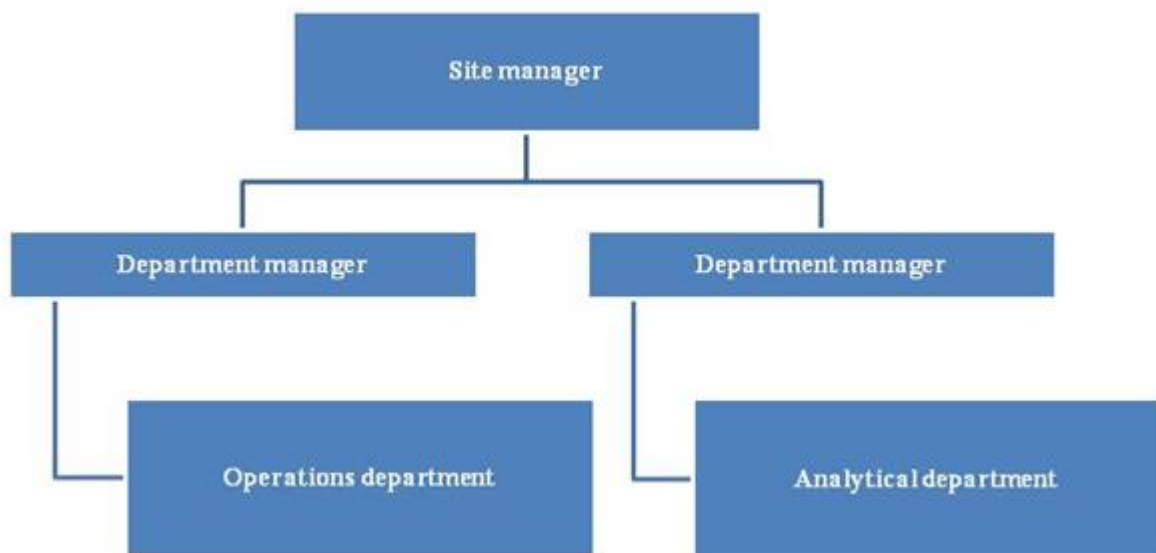 Site manager
Department manager
Department manager
Operations department
Analytical department